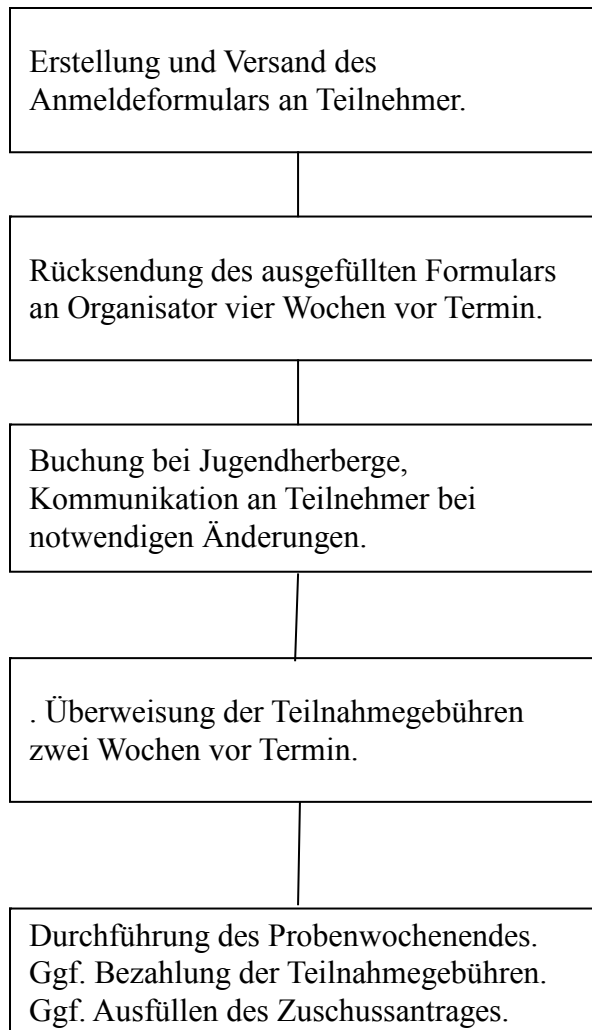 Erstellung und Versand des
Anmeldeformulars an Teilnehmer.
Rücksendung des ausgefüllten Formulars
an Organisator vier Wochen vor Termin.
Buchung bei Jugendherberge,
Kommunikation an Teilnehmer bei
notwendigen Änderungen.
. Überweisung der Teilnahmegebühren
zwei Wochen vor Termin.
Durchführung des Probenwochenendes.
Ggf. Bezahlung der Teilnahmegebühren.
Ggf. Ausfüllen des Zuschussantrages.